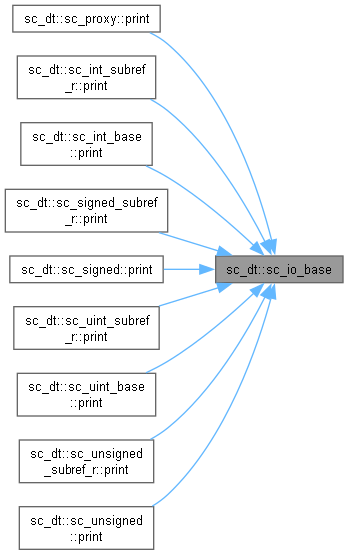 sc_dt::sc_proxy::print
sc_dt::sc_int_subref
_r::print
sc_dt::sc_int_base
::print
sc_dt::sc_signed_subref
_r::print
sc_dt::sc_signed::print
sc_dt::sc_io_base
sc_dt::sc_uint_subref
_r::print
sc_dt::sc_uint_base
::print
sc_dt::sc_unsigned
_subref_r::print
sc_dt::sc_unsigned
::print